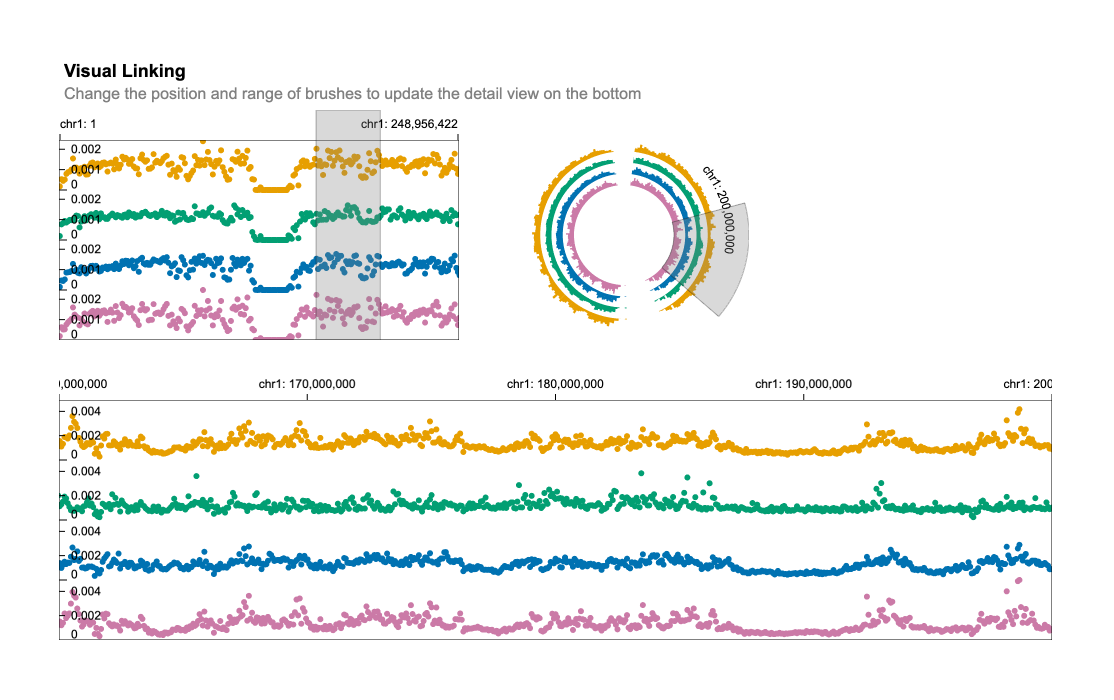 Visual Linking
Change the position and range of brushes to update the detail view on the bottom
chr1: 1
chr1: 248,956,422
0.002
0.001
0
0.002
0.001
0
0.002
0.001
0
0.002
0.001
0
chr1: 200,000,000
0,000,000
chr1: 170,000,000
chr1: 180,000,000
chr1: 190,000,000
chr1: 200
0.004
0.002
0
0.004
0.002
0
0.004
0.002
0
0.004
0.002
0